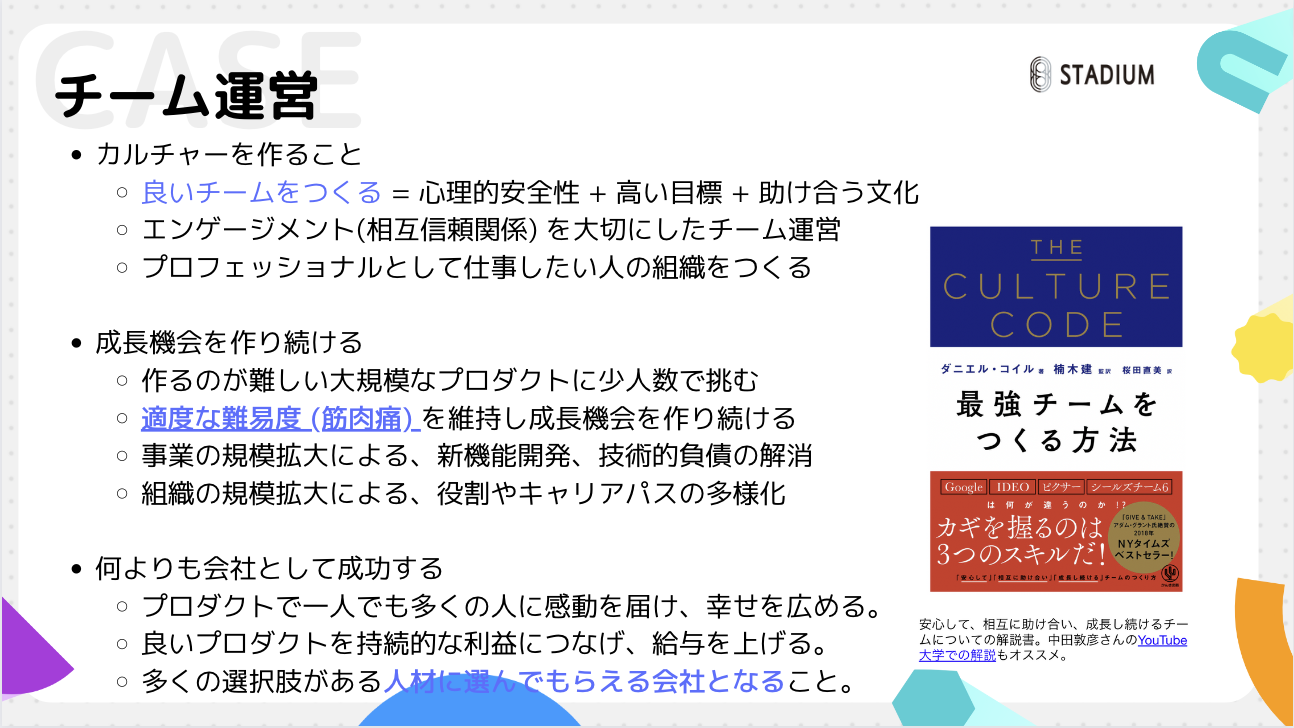 CASE
チーム運営
STADIUM
• カルチャーを作ること
○ 良いチームをつくる = 心理的安全性 + 高い目標 + 助け合う文化
○ エンゲージメント(相互信頼関係) を大切にしたチーム運営
○ プロフェッショナルとして仕事したい人の組織をつくる
• 成長機会を作り続ける
○ 作るのが難しい大規模なプロダクトに少人数で挑む
○ 適度な難易度 (筋肉痛) を維持し成長機会を作り続ける
○ 事業の規模拡大による、新機能開発、技術的負債の解消
○ 組織の規模拡大による、役割やキャリアパスの多様化
• 何よりも会社として成功する
○ プロダクトで一人でも多くの人に感動を届け、幸せを広める。
○ 良いプロダクトを持続的な利益につなげ、給与を上げる。
○ 多くの選択肢がある人材に選んでもらえる会社となること。
THE
CULTURE
CODE
ダニエル・コイル 著 楠木建 監訳 桜田直美 訳
最強チームを
つくる方法
Google IDEO ピクサー シールズチーム6
は何が違うのか!?
カギを握るのは
3つのスキルだ!
「GIVE & TAKE」
アダム・グラント氏絶賛の
2018年
NYタイムズ
ベストセラー!
「安心して」「相互に助け合い」「成長し続ける」チームのつくり方
安心して、相互に助け合い、成長し続けるチー
ムについての解説書。中田敦彦さんのYouTube
大学での解説もオススメ。